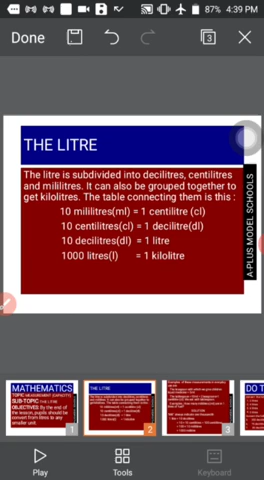 87% 4:39 PM
Done
3
THE LITRE
The litre is subdivided into decilitres, centilitres
and mililitres. It can also be grouped together to
get kilolitres. The table connecting them is this :
10 mililitres(ml) = 1 centilitre (cl)
10 centilitres(cl) = 1 decilitre(dl)
10 decilitres(dl) = 1 litre
1000 litres(l) = 1 kilolitre
A-PLUS MODEL SCHOOLS
MATHEMATICS
TOPIC: MEASUREMENT (CAPACITY)
SUB-TOPIC: THE LITRE
OBJECTIVES: By the end of
the lesson, pupils should be
convert from litres to any
smaller unit.
1
THE LITRE
2
3
DO T
Play
Tools
Keyboard